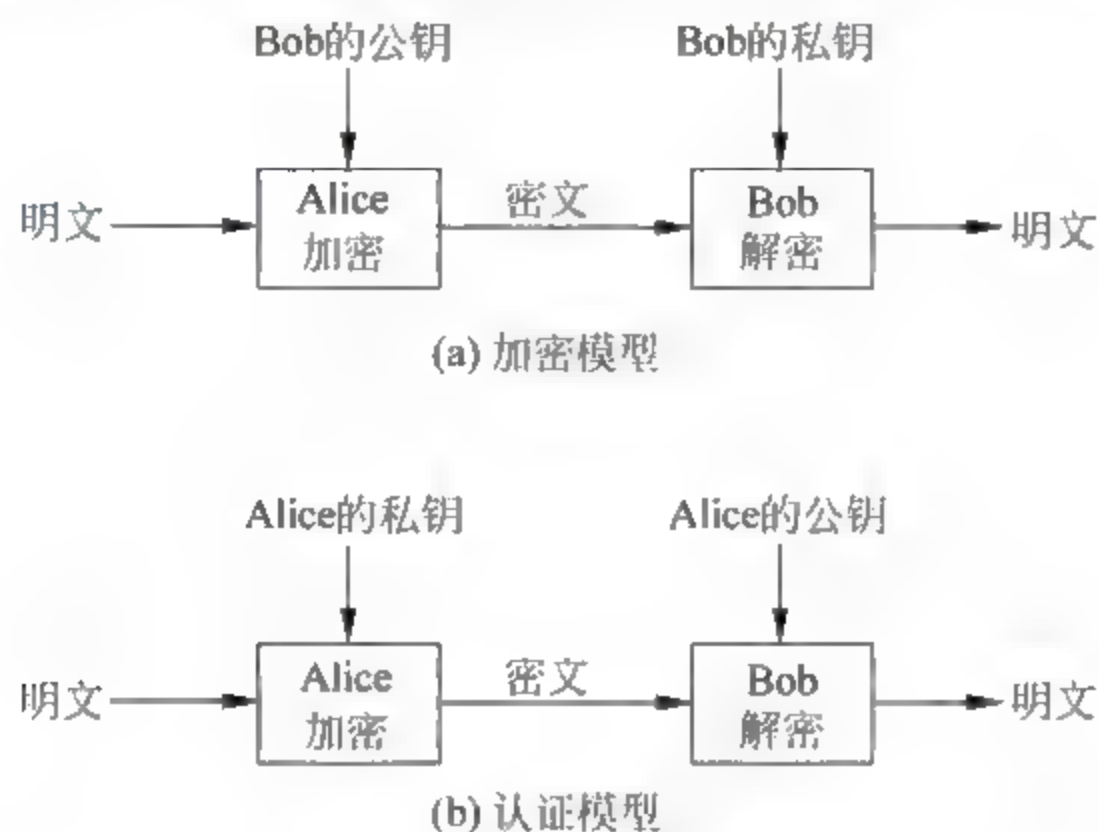 Bob的公钥 Bob的私钥
明文 Alice 密文 Bob 明文
加密 解密
(a) 加密模型
Alice的私钥 Alice的公钥
明文 Alice 密文 Bob 明文
加密 解密
(b) 认证模型